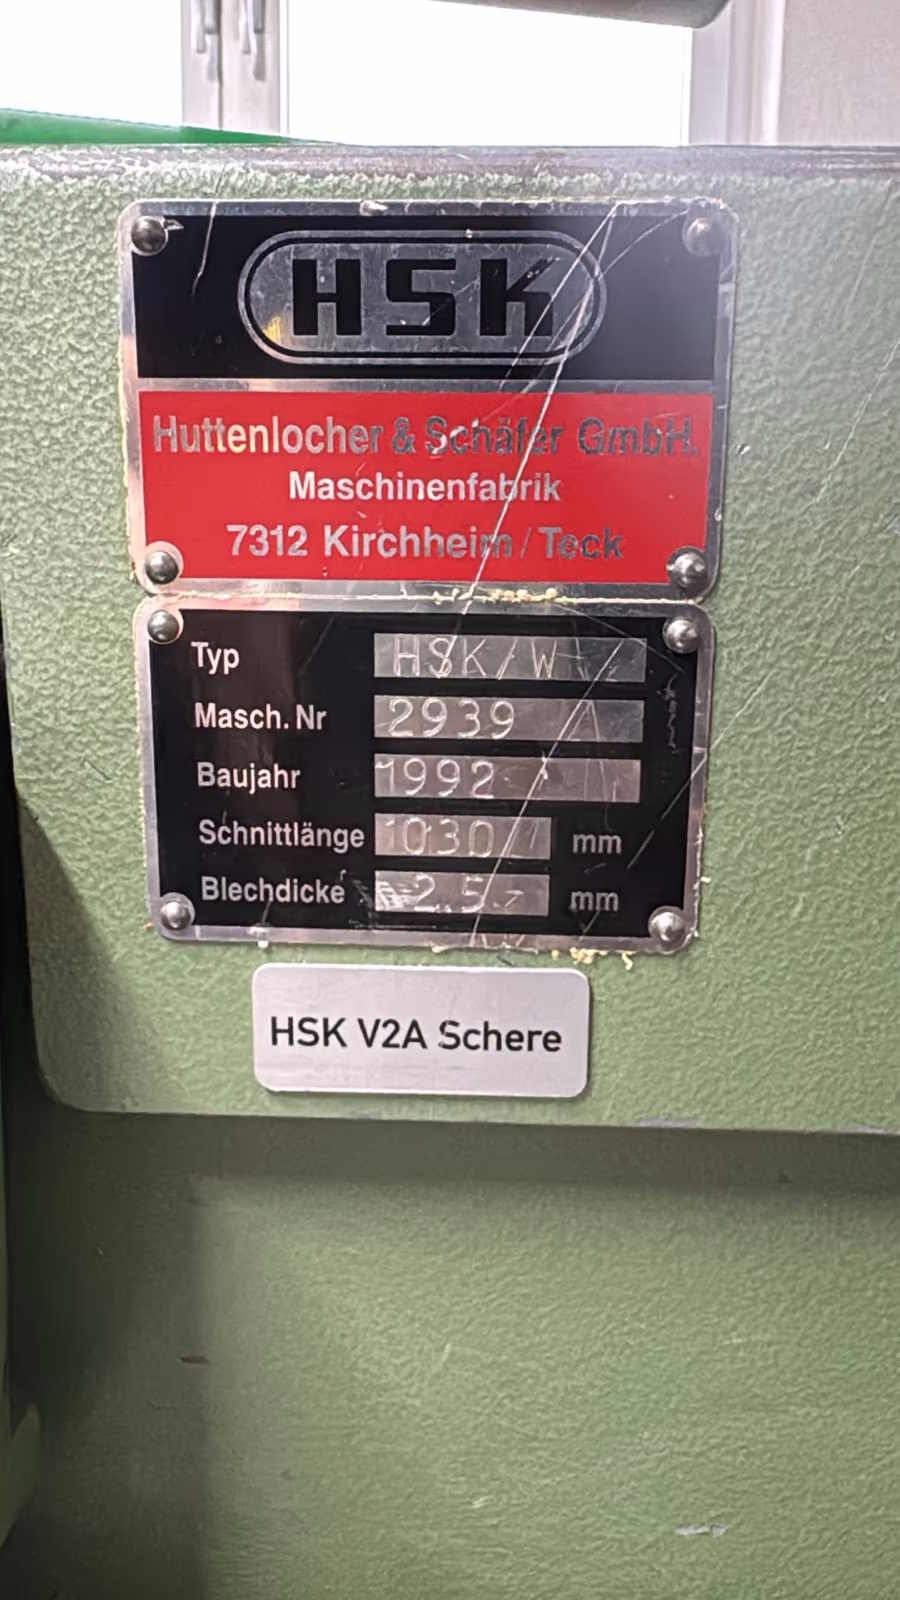 HSK
Huttenlocher & Schäfer GmbH.
Maschinenfabrik
7312 Kirchheim/Teck
Typ HSK/W
Masch. Nr 2939
Baujahr 1992
Schnittlänge 1030 mm
Blechdicke 2.5 mm
HSK V2A Schere